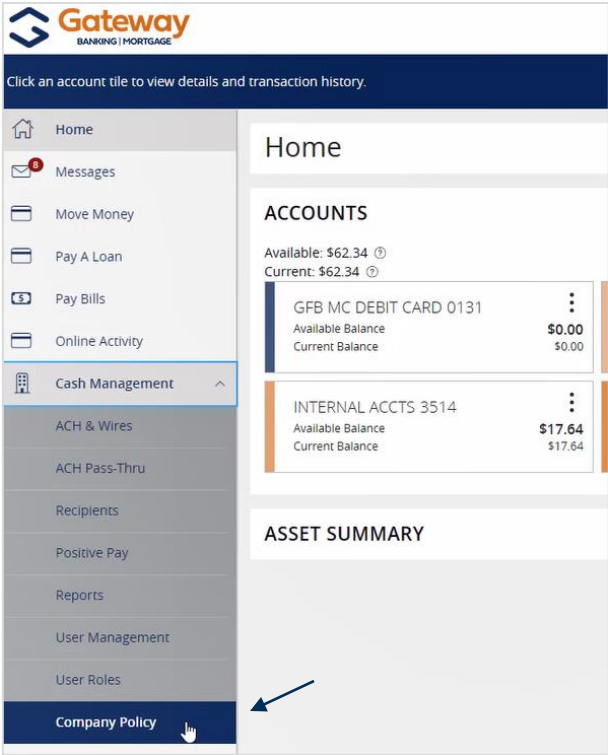 Gateway
BANKING | MORTGAGE
Click an account tile to view details and transaction history.
Home
8
Messages
Move Money
Pay A Loan
Pay Bills
Online Activity
Cash Management
ACH & Wires
ACH Pass-Thru
Recipients
Positive Pay
Reports
User Management
User Roles
Company Policy
Home
ACCOUNTS
Available: $62.34
Current: $62.34
GFB MC DEBIT CARD 0131
Available Balance $0.00
Current Balance $0.00
INTERNAL ACCTS 3514
Available Balance $17.64
Current Balance $17.64
ASSET SUMMARY